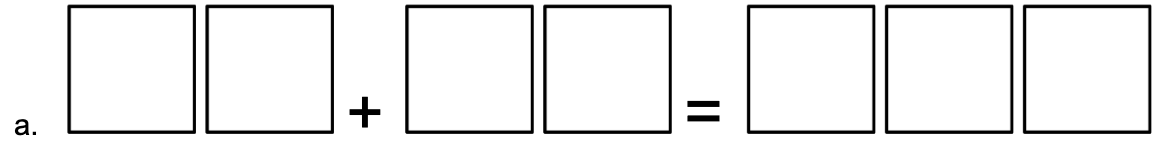 a. + =